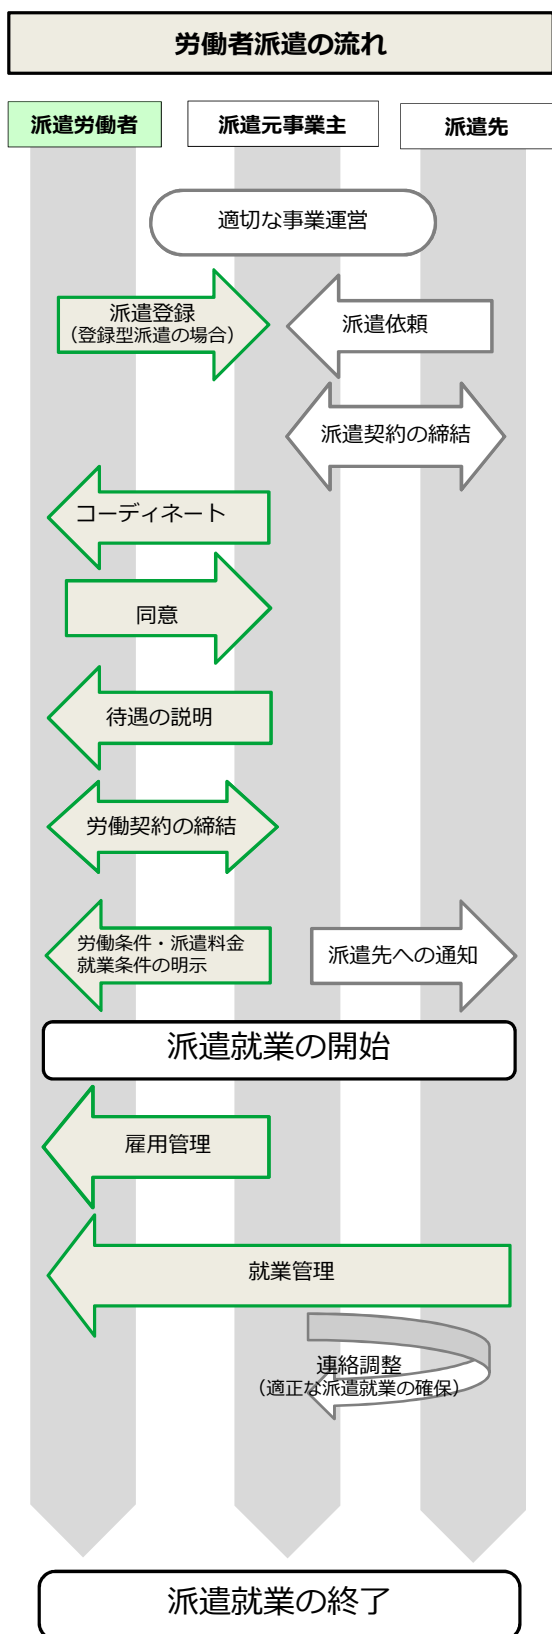 労働者派遣の流れ
派遣労働者
派遣元事業主
派遣先
適切な事業運営
派遣登録
（登録型派遣の場合）
派遣依頼
派遣契約の締結
コーディネート
同意
待遇の説明
労働契約の締結
労働条件・派遣料金
就業条件の明示
派遣先への通知
派遣就業の開始
雇用管理
就業管理
連絡調整
（適正な派遣就業の確保）
派遣就業の終了